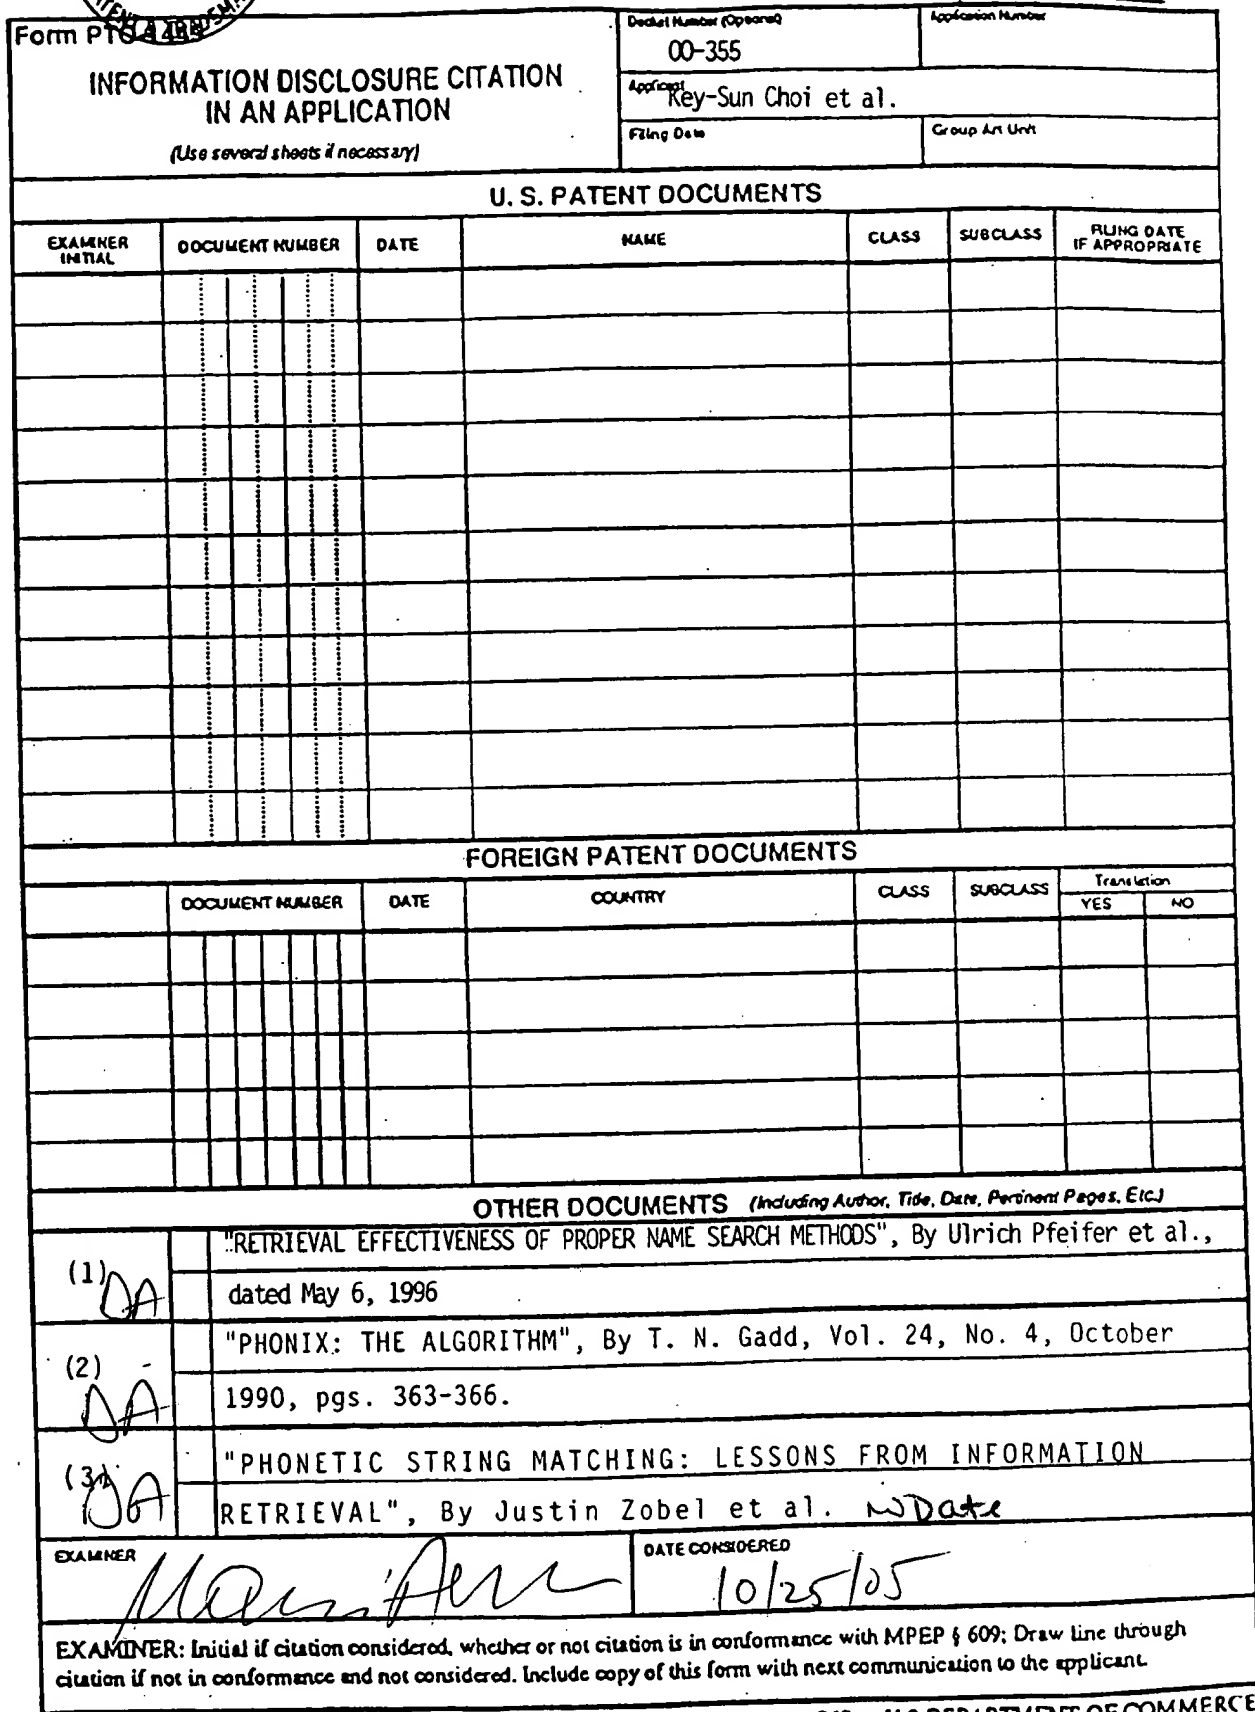 Form PTO
INFORMATION DISCLOSURE CITATION
IN AN APPLICATION
(Use several sheets if necessary)
Docket Number (Optional)
00-355
Application Number
Applicant
Key-Sun Choi et al.
Filing Date
Group Art Unit
U. S. PATENT DOCUMENTS
EXAMINER INITIAL DOCUMENT NUMBER DATE NAME CLASS SUBCLASS FILING DATE IF APPROPRIATE
FOREIGN PATENT DOCUMENTS
DOCUMENT NUMBER DATE COUNTRY CLASS SUBCLASS Translation
YES NO
OTHER DOCUMENTS (Including Author, Title, Date, Pertinent Pages, Etc.)
(1) DA "RETRIEVAL EFFECTIVENESS OF PROPER NAME SEARCH METHODS", By Ulrich Pfeifer et al.,
dated May 6, 1996
(2) DA "PHONIX: THE ALGORITHM", By T. N. Gadd, Vol. 24, No. 4, October
1990, pgs. 363-366.
(3) DA "PHONETIC STRING MATCHING: LESSONS FROM INFORMATION
RETRIEVAL", By Justin Zobel et al. no Date
EXAMINER
DATE CONSIDERED
10/25/05
EXAMINER: Initial if citation considered, whether or not citation is in conformance with MPEP § 609; Draw line through
citation if not in conformance and not considered. Include copy of this form with next communication to the applicant.
DEPARTMENT OF COMMERCE